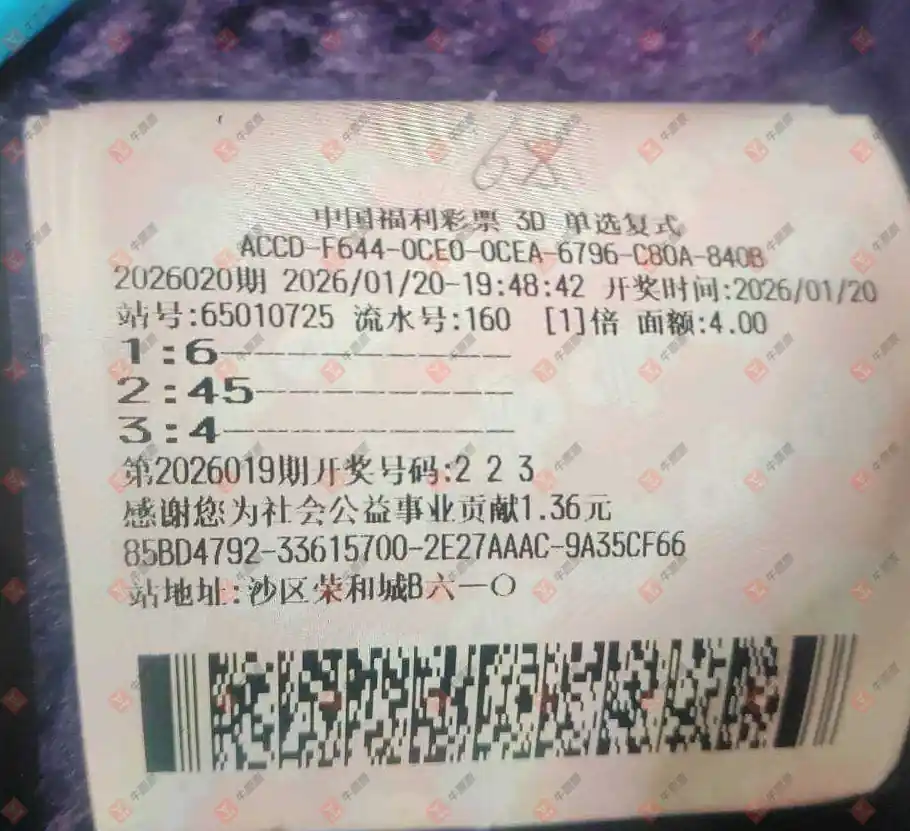 68
中国福利彩票 3D 单选复式
ACCD-F644-0CE0-0CEA-6796-C80A-840B
2026020期 2026/01/20-19:48:42 开奖时间:2026/01/20
站号:65010725 流水号:160 [1]倍 面额:4.00
1:6-------------
2:45------------
3:4-------------
第2026019期开奖号码:2 2 3
感谢您为社会公益事业贡献1.36元
85BD4792-33615700-2E27AAAC-9A35CF66
站地址:沙区荣和城B六一〇